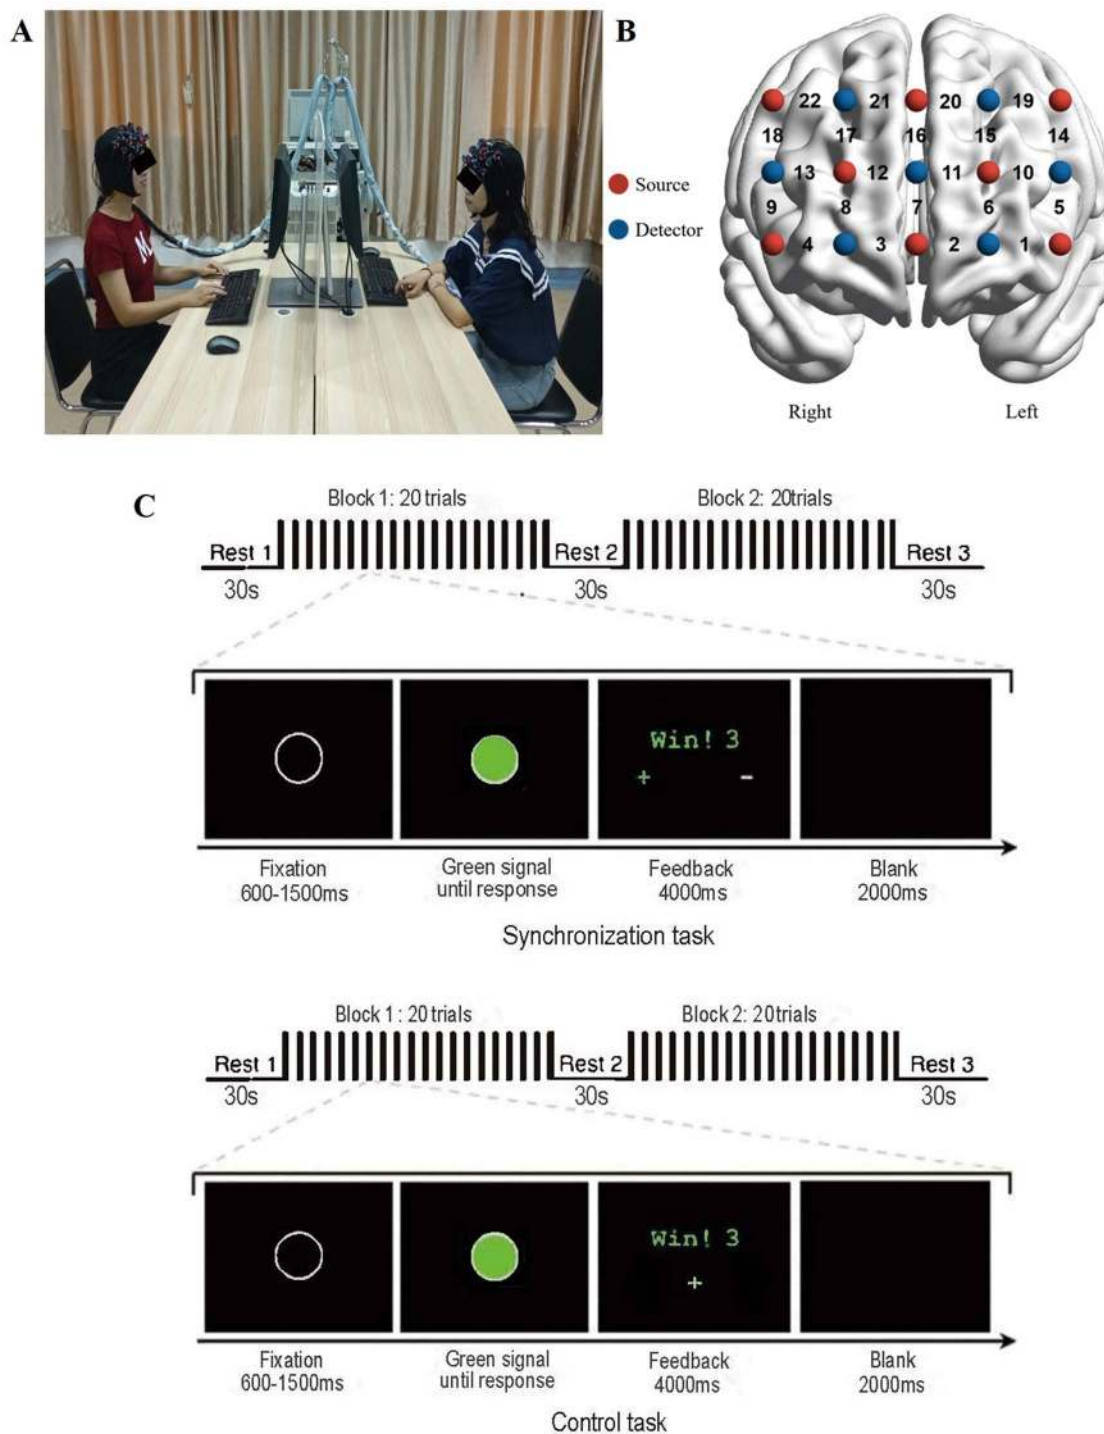 A
M
B
22 21 20 19
18 17 16 15 14
13 12 11 10
9 8 7 6 5
4 3 2 1
Source
Detector
Right Left
C
Block 1: 20 trials Block 2: 20trials
Rest 1 Rest 2 Rest 3
30s 30s 30s
Win! 3
+ -
Fixation Green signal Feedback Blank
600-1500ms until response 4000ms 2000ms
Synchronization task
Block 1: 20 trials Block 2: 20 trials
Rest 1 Rest 2 Rest 3
30s 30s 30s
Win! 3
+
Fixation Green signal Feedback Blank
600-1500ms until response 4000ms 2000ms
Control task